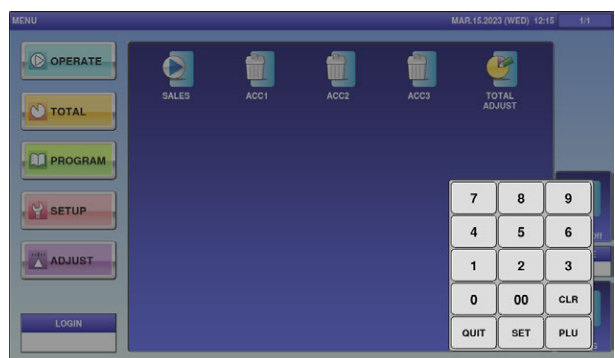 MENU
MAR.15.2023 (WED) 12:15 1/1
OPERATE
TOTAL
PROGRAM
SETUP
ADJUST
LOGIN
SALES
ACC1
ACC2
ACC3
TOTAL
ADJUST
7 8 9
4 5 6
1 2 3
0 00 CLR
QUIT SET PLU